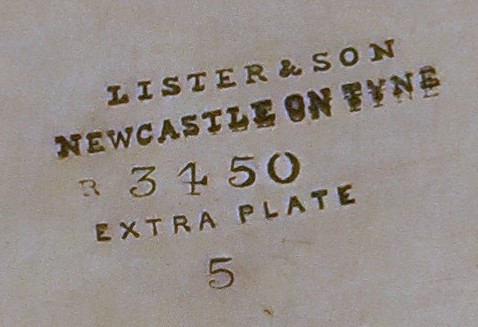 LISTER & SON
NEWCASTLE ON TYNE
R 3450
EXTRA PLATE
5